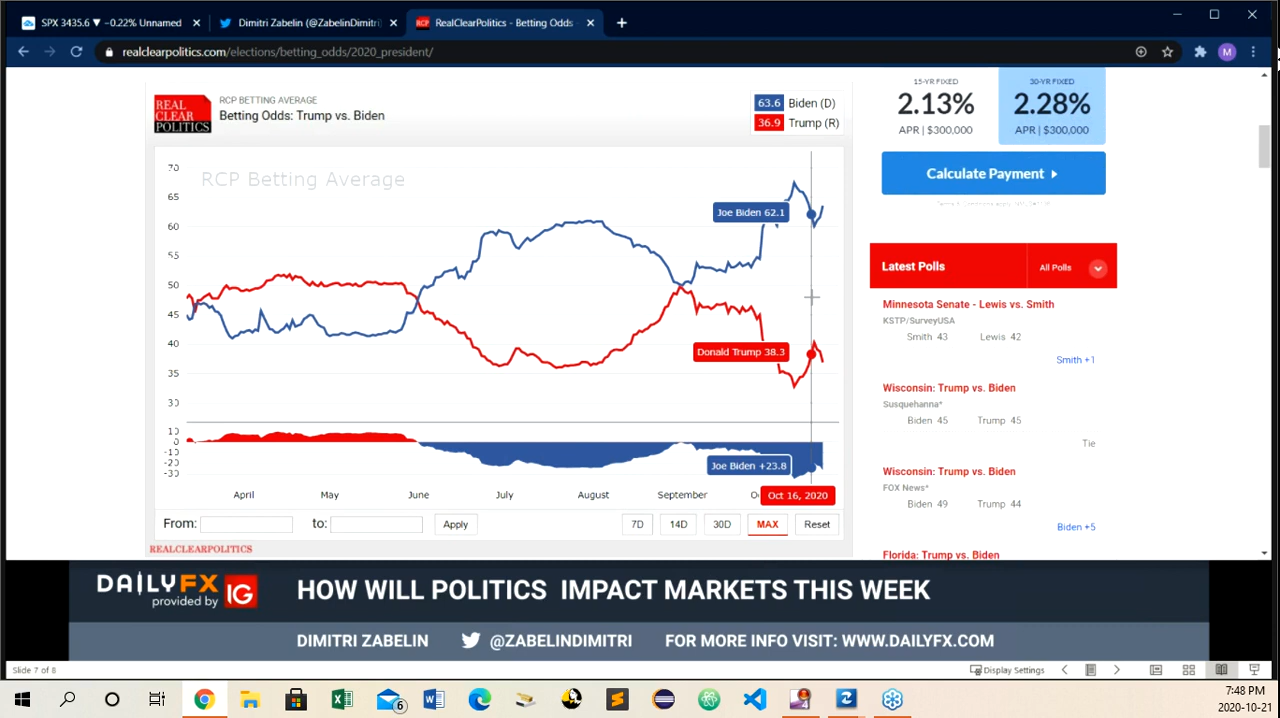 SPX 3435.6 ▼ −0.22% Unnamed
Dimitri Zabelin (@ZabelinDimitri)
RealClearPolitics - Betting Odds
realclearpolitics.com/elections/betting_odds/2020_president/
M
REAL CLEAR POLITICS
RCP BETTING AVERAGE
Betting Odds: Trump vs. Biden
63.6 Biden (D)
36.9 Trump (R)
RCP Betting Average
70
65
60
55
50
45
40
35
30
10
0
-10
-20
-30
Joe Biden 62.1
Donald Trump 38.3
Joe Biden +23.8
April May June July August September Oct 16, 2020
From: to: Apply 7D 14D 30D MAX Reset
REALCLEARPOLITICS
15-YR FIXED 30-YR FIXED
2.13% 2.28%
APR | $300,000 APR | $300,000
Calculate Payment
Latest Polls All Polls
Minnesota Senate - Lewis vs. Smith
KSTP/SurveyUSA
Smith 43 Lewis 42
Smith +1
Wisconsin: Trump vs. Biden
Susquehanna*
Biden 45 Trump 45
Tie
Wisconsin: Trump vs. Biden
FOX News*
Biden 49 Trump 44
Biden +5
Florida: Trump vs. Biden
DAILYFX provided by IG
HOW WILL POLITICS IMPACT MARKETS THIS WEEK
DIMITRI ZABELIN @ZABELINDIMITRI FOR MORE INFO VISIT: WWW.DAILYFX.COM
Slide 7 of 8
Display Settings
6
7:48 PM
2020-10-21